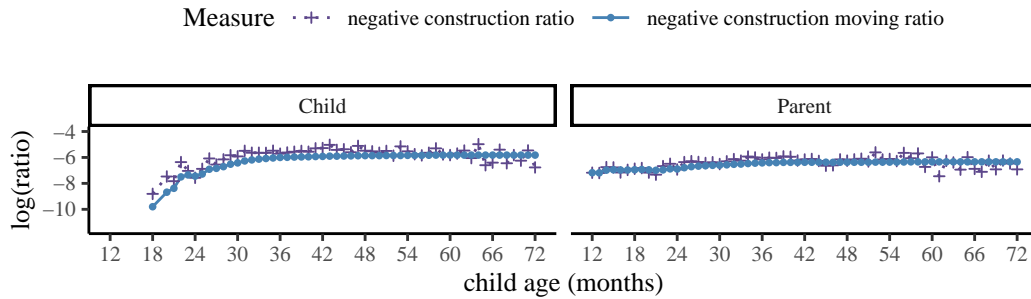 Measure negative construction ratio negative construction moving ratio
Child Parent
log(ratio)
−4
−6
−8
−10
12 18 24 30 36 42 48 54 60 66 72 12 18 24 30 36 42 48 54 60 66 72
child age (months)